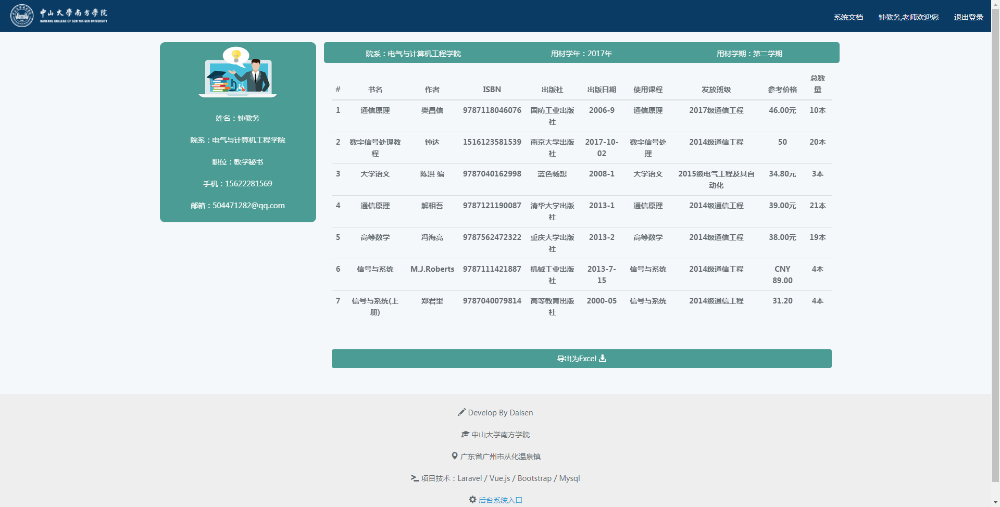 中山大學南方學院
NANFANG COLLEGE OF SUN YAT-SEN UNIVERSITY
系统文档 钟教务,老师欢迎您 退出登录
姓名：钟教务
院系：电气与计算机工程学院
职位：教学秘书
手机：15622281569
邮箱：504471282@qq.com
院系：电气与计算机工程学院 用材学年：2017年 用材学期：第二学期
# 书名 作者 ISBN 出版社 出版日期 使用课程 发放班级 参考价格 总数量
1 通信原理 樊昌信 9787118046076 国防工业出版社 2006-9 通信原理 2017级通信工程 46.00元 10本
2 数字信号处理教程 钟达 1516123581539 南京大学出版社 2017-10-02 数字信号处理 2014级通信工程 50 20本
3 大学语文 陈洪 编 9787040162998 蓝色畅想 2008-1 大学语文 2015级电气工程及其自动化 34.80元 3本
4 通信原理 解相吾 9787121190087 清华大学出版社 2013-1 通信原理 2014级通信工程 39.00元 21本
5 高等数学 冯海亮 9787562472322 重庆大学出版社 2013-2 高等数学 2014级通信工程 38.00元 19本
6 信号与系统 M.J.Roberts 9787111421887 机械工业出版社 2013-7-15 信号与系统 2014级通信工程 CNY 89.00 4本
7 信号与系统(上册) 郑君里 9787040079814 高等教育出版社 2000-05 信号与系统 2014级通信工程 31.20 4本
导出为Excel
Develop By Dalsen
中山大学南方学院
广东省广州市从化温泉镇
项目技术：Laravel / Vue.js / Bootstrap / Mysql
后台系统入口